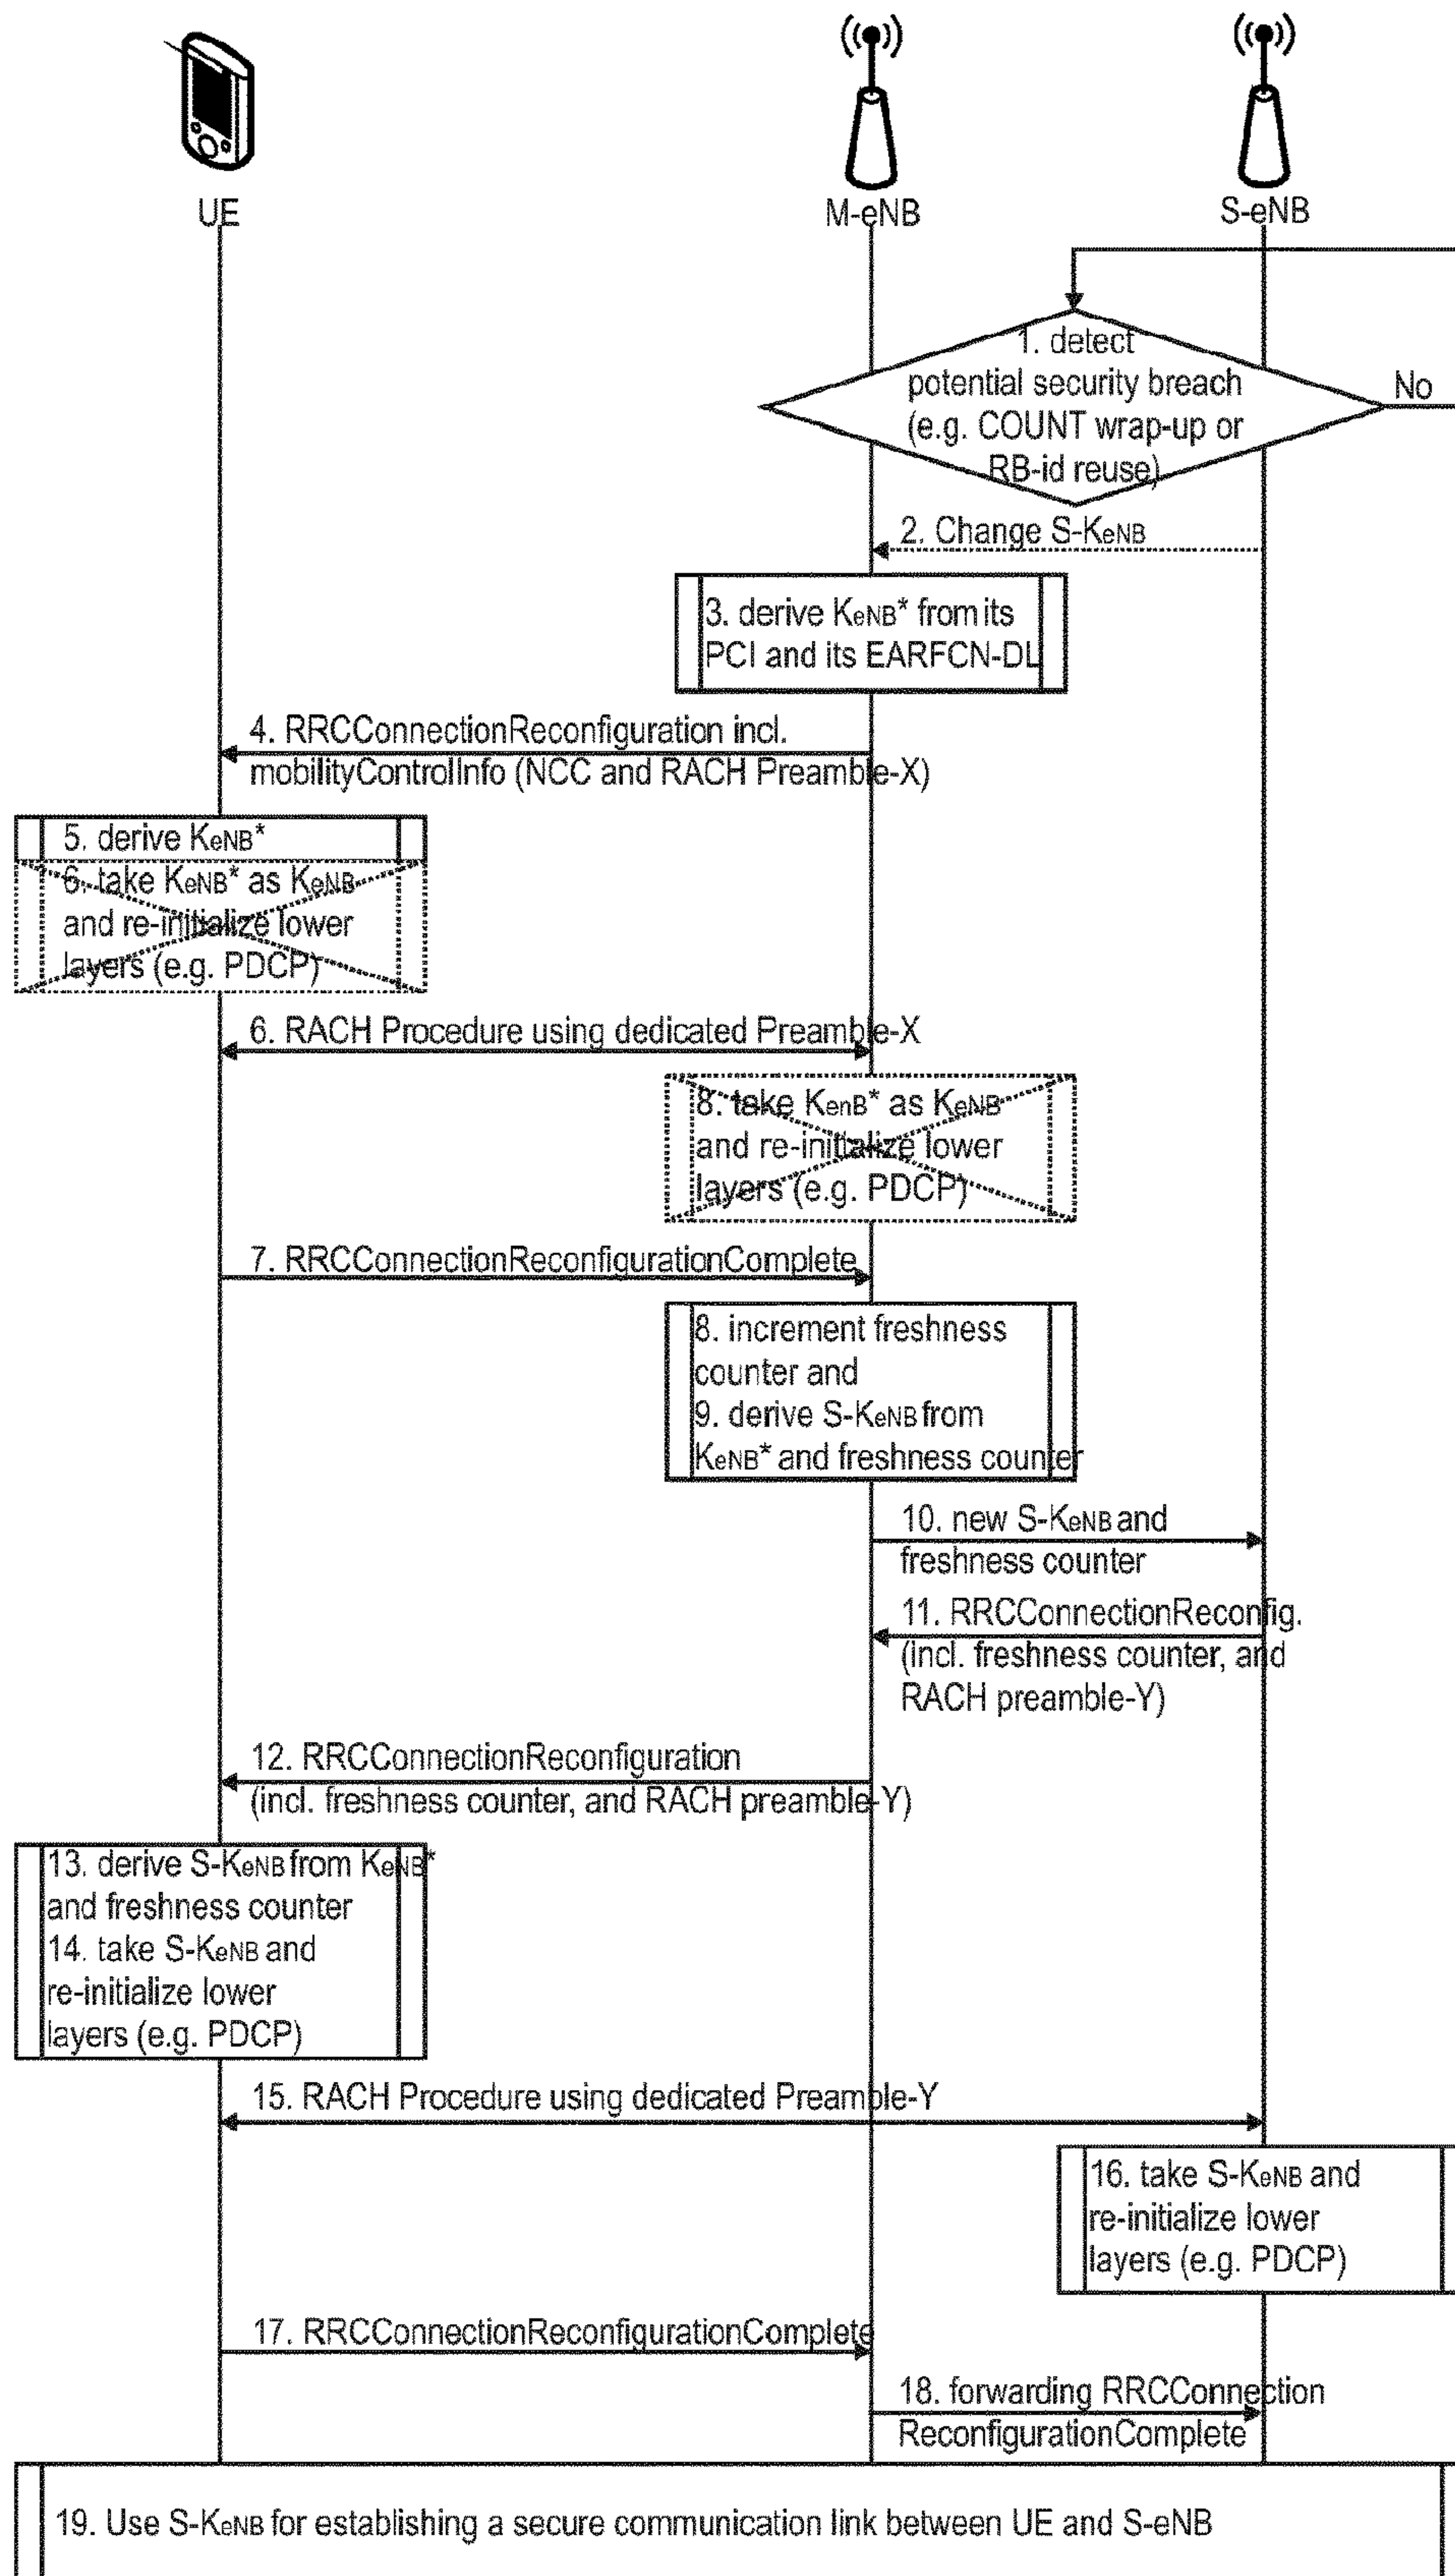 UE
M-eNB
S-eNB
1. detect
potential security breach
(e.g. COUNT wrap-up or
RB-id reuse)
No
2. Change S-KeNB
3. derive KeNB* from its
PCI and its EARFCN-DL
4. RRCConnectionReconfiguration incl.
mobilityControlInfo (NCC and RACH Preamble-X)
5. derive KeNB*
6. take KeNB* as KeNB
and re-initialize lower
layers (e.g. PDCP)
6. RACH Procedure using dedicated Preamble-X
8. take KenB* as KeNB
and re-initialize lower
layers (e.g. PDCP)
7. RRCConnectionReconfigurationComplete
8. increment freshness
counter and
9. derive S-KeNB from
KeNB* and freshness counter
10. new S-KeNB and
freshness counter
11. RRCConnectionReconfig.
(incl. freshness counter, and
RACH preamble-Y)
12. RRCConnectionReconfiguration
(incl. freshness counter, and RACH preamble-Y)
13. derive S-KeNB from KeNB*
and freshness counter
14. take S-KeNB and
re-initialize lower
layers (e.g. PDCP)
15. RACH Procedure using dedicated Preamble-Y
16. take S-KeNB and
re-initialize lower
layers (e.g. PDCP)
17. RRCConnectionReconfigurationComplete
18. forwarding RRCConnection
ReconfigurationComplete
19. Use S-KeNB for establishing a secure communication link between UE and S-eNB